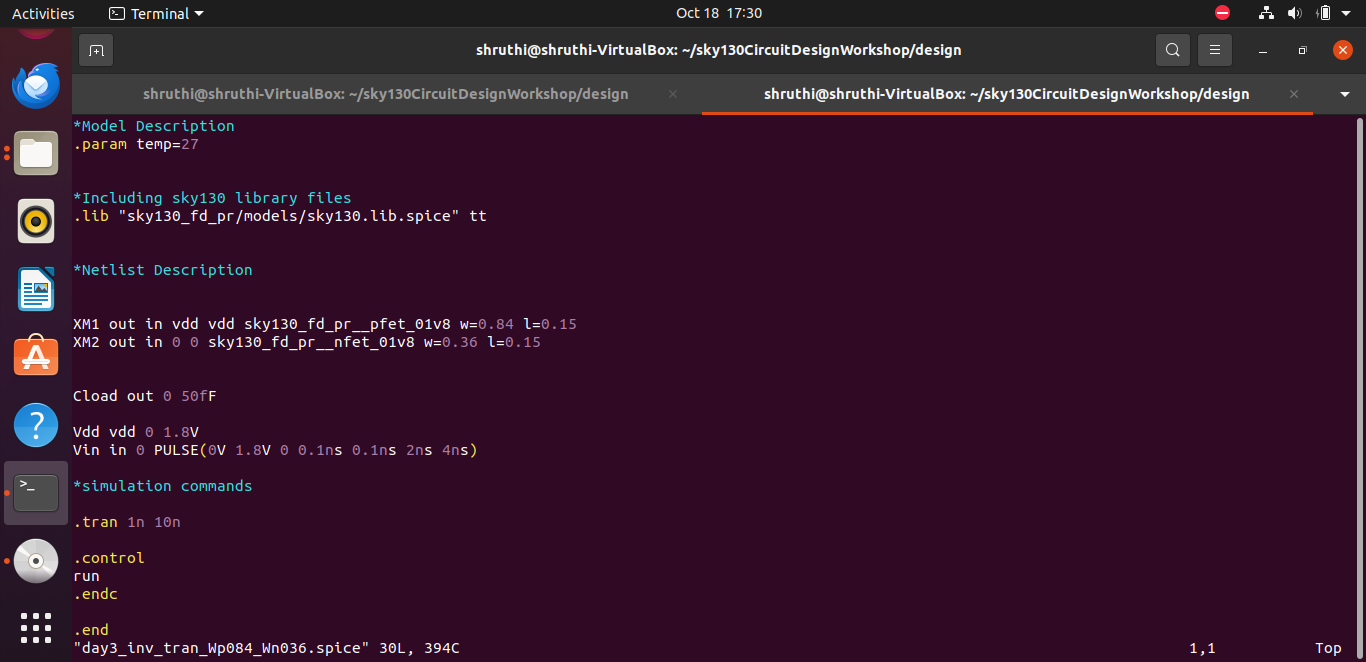 Activities
Terminal
Oct 18 17:30
shruthi@shruthi-VirtualBox: ~/sky130CircuitDesignWorkshop/design
shruthi@shruthi-VirtualBox: ~/sky130CircuitDesignWorkshop/design
shruthi@shruthi-VirtualBox: ~/sky130CircuitDesignWorkshop/design
*Model Description
.param temp=27
*Including sky130 library files
.lib "sky130_fd_pr/models/sky130.lib.spice" tt
*Netlist Description
XM1 out in vdd vdd sky130_fd_pr__pfet_01v8 w=0.84 l=0.15
XM2 out in 0 0 sky130_fd_pr__nfet_01v8 w=0.36 l=0.15
Cload out 0 50fF
Vdd vdd 0 1.8V
Vin in 0 PULSE(0V 1.8V 0 0.1ns 0.1ns 2ns 4ns)
*simulation commands
.tran 1n 10n
.control
run
.endc
.end
"day3_inv_tran_Wp084_Wn036.spice" 30L, 394C 1,1 Top